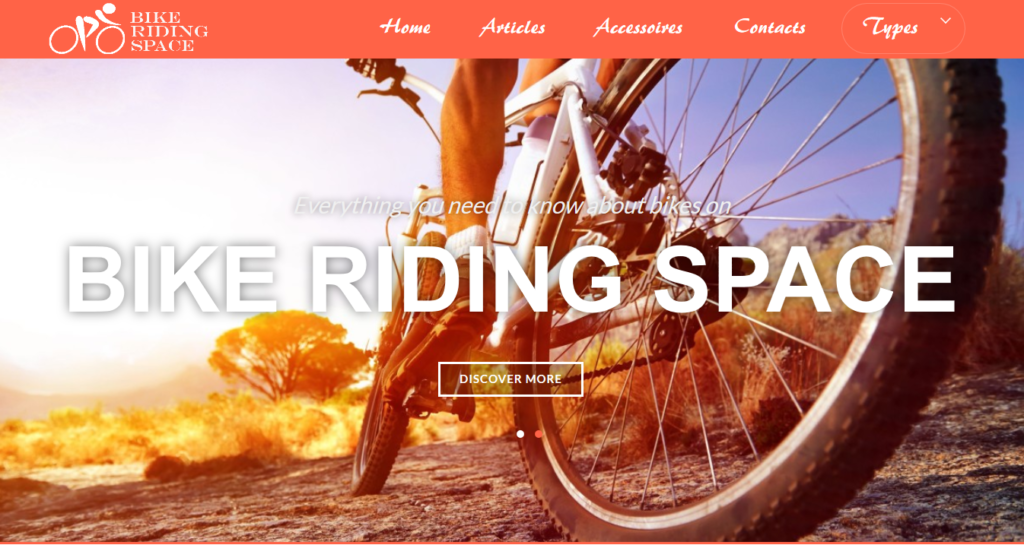 BIKE
RIDING
SPACE
Home Articles Accessoires Contacts Types
Everything you need to know about bikes on
BIKE RIDING SPACE
DISCOVER MORE